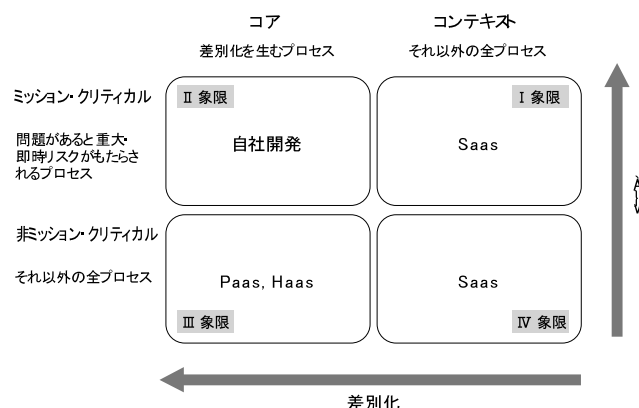 コア
コンテキスト
差別化を生むプロセス
それ以外の全プロセス
ミッション・クリティカル
Ⅱ 象限
Ⅰ 象限
問題があると重大・
即時リスクがもたらさ
れるプロセス
自社開発
Saas
非ミッション・クリティカル
それ以外の全プロセス
Paas, Haas
Saas
Ⅲ 象限
Ⅳ 象限
差別化